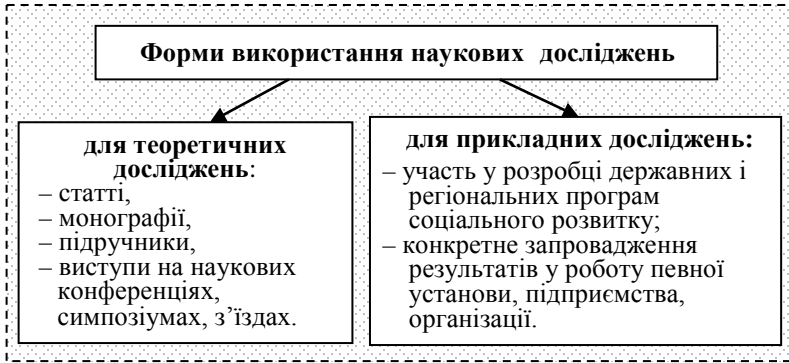 Форми використання наукових досліджень
для теоретичних
досліджень:
– статті,
– монографії,
– підручники,
– виступи на наукових
конференціях,
симпозіумах, з’їздах.
для прикладних досліджень:
– участь у розробці державних і
регіональних програм
соціального розвитку;
– конкретне запровадження
результатів у роботу певної
установи, підприємства,
організації.